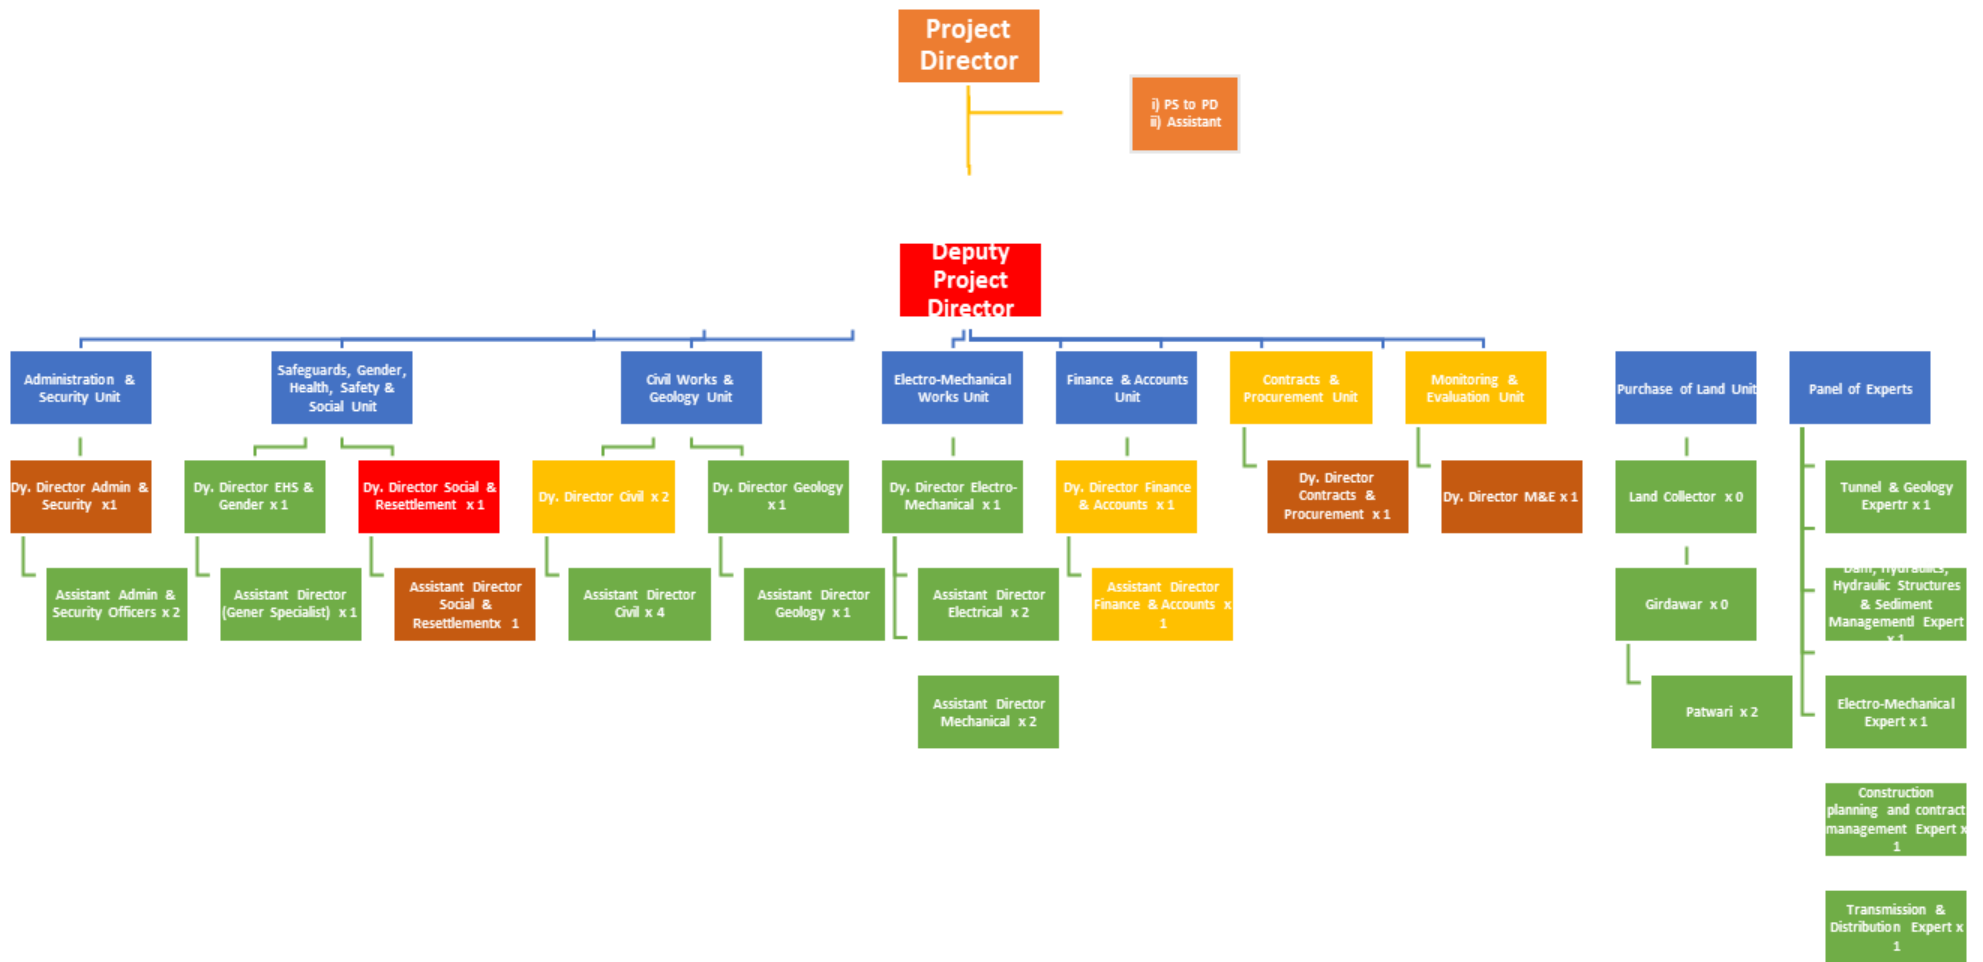 Project
Director
i) PS to PD
ii) Assistant
Deputy
Project
Director
Administration &
Security Unit
Safeguards, Gender,
Health, Safety &
Social Unit
Civil Works &
Geology Unit
Electro-Mechanical
Works Unit
Finance & Accounts
Unit
Contracts &
Procurement Unit
Monitoring &
Evaluation Unit
Purchase of Land Unit
Panel of Experts
Dy. Director Admin &
Security x1
Dy. Director EHS &
Gender x 1
Dy. Director Social &
Resettlement x 1
Dy. Director Civil x 2
Dy. Director Geology
x 1
Dy. Director Electro-
Mechanical x 1
Dy. Director Finance
& Accounts x 1
Dy. Director
Contracts &
Procurement x 1
Dy. Director M&E x 1
Land Collector x 0
Tunnel & Geology
Expertr x 1
Assistant Admin &
Security Officers x 2
Assistant Director
(Gener Specialist) x 1
Assistant Director
Social &
Resettlementx 1
Assistant Director
Civil x 4
Assistant Director
Geology x 1
Assistant Director
Electrical x 2
Assistant Director
Finance & Accounts x
1
Girdawar x 0
Dam, Hydraulics,
Hydraulic Structures
& Sediment
Managementl Expert
x 1
Assistant Director
Mechanical x 2
Patwari x 2
Electro-Mechanical
Expert x 1
Construction
planning and contract
management Expert x
1
Transmission &
Distribution Expert x
1